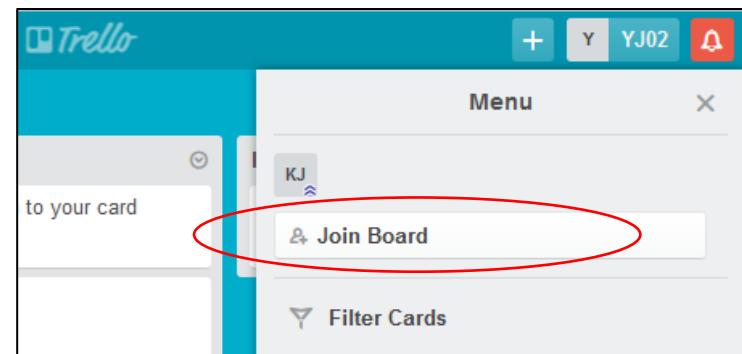 Trello
+ Y YJ02
Menu
KJ
to your card
Join Board
Filter Cards